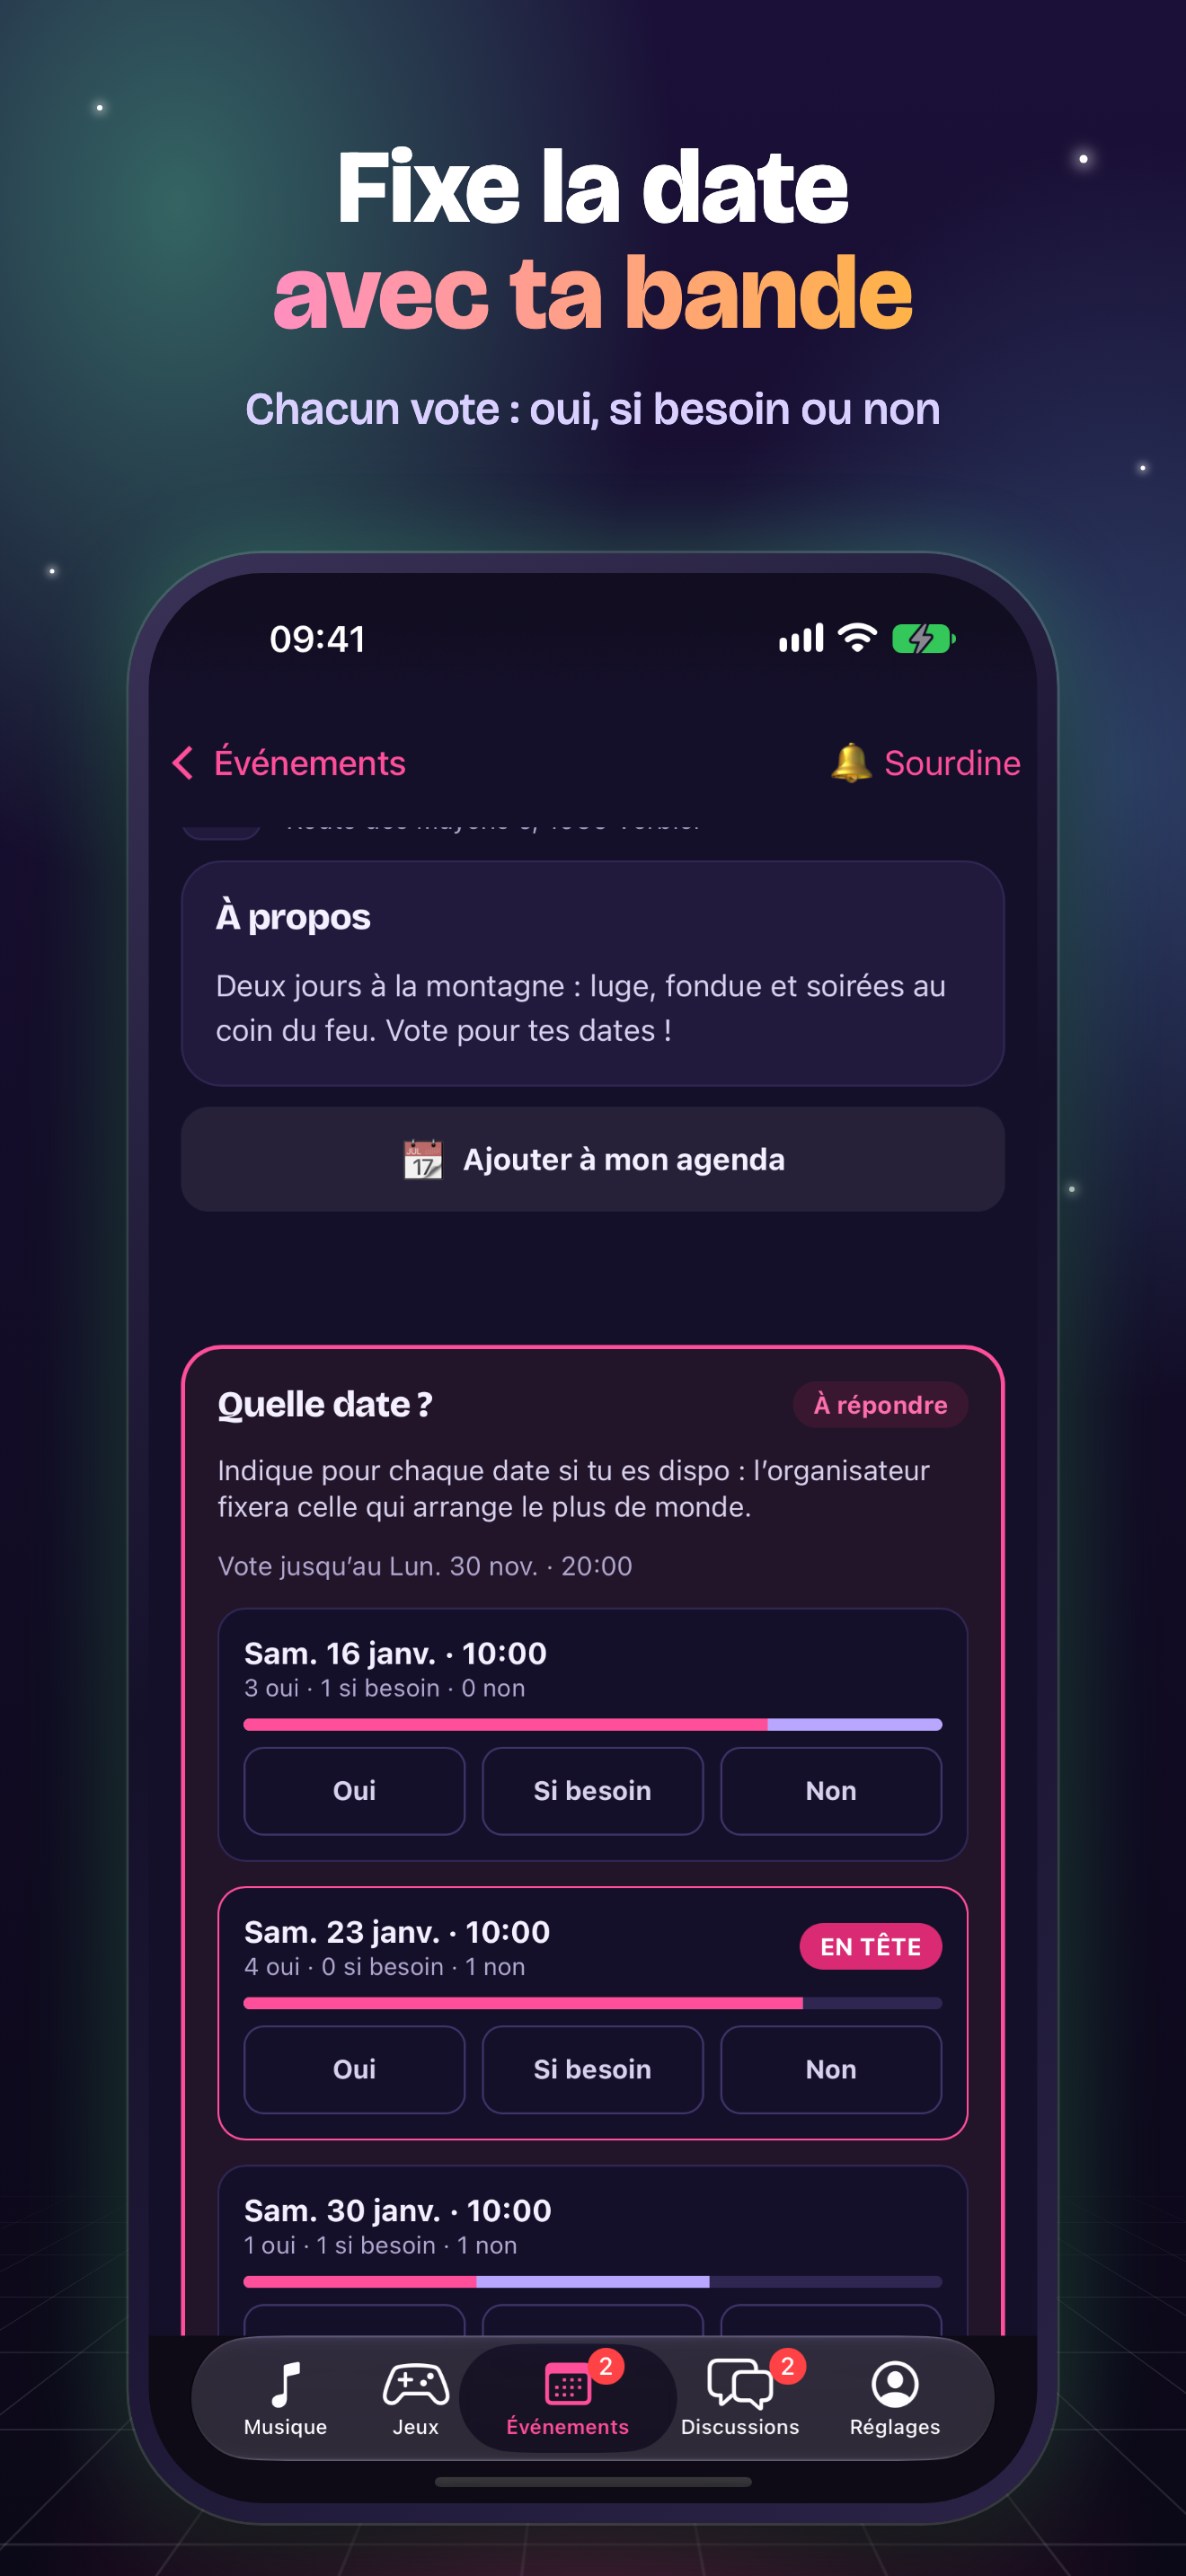 Fixe la date
avec ta bande
Chacun vote : oui, si besoin ou non
09:41
Événements
🔔 Sourdine
À propos
Deux jours à la montagne : luge, fondue et soirées au
coin du feu. Vote pour tes dates !
JUL
17
Ajouter à mon agenda
Quelle date ?
À répondre
Indique pour chaque date si tu es dispo : l’organisateur
fixera celle qui arrange le plus de monde.
Vote jusqu’au Lun. 30 nov. · 20:00
Sam. 16 janv. · 10:00
3 oui · 1 si besoin · 0 non
Oui
Si besoin
Non
Sam. 23 janv. · 10:00
EN TÊTE
4 oui · 0 si besoin · 1 non
Oui
Si besoin
Non
Sam. 30 janv. · 10:00
1 oui · 1 si besoin · 1 non
2
2
Musique
Jeux
Événements
Discussions
Réglages